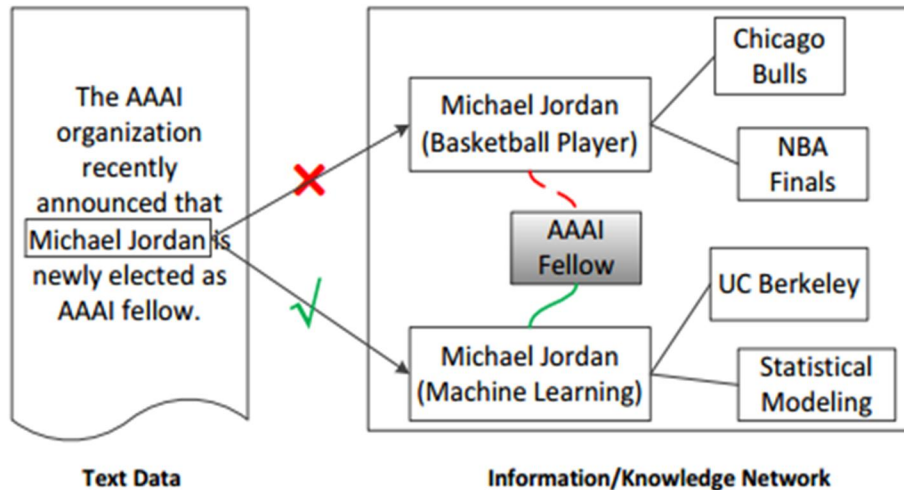 The AAAI
organization
recently
announced that
Michael Jordan is
newly elected as
AAAI fellow.
Text Data
Michael Jordan
(Basketball Player)
Chicago
Bulls
NBA
Finals
AAAI
Fellow
Michael Jordan
(Machine Learning)
UC Berkeley
Statistical
Modeling
Information/Knowledge Network